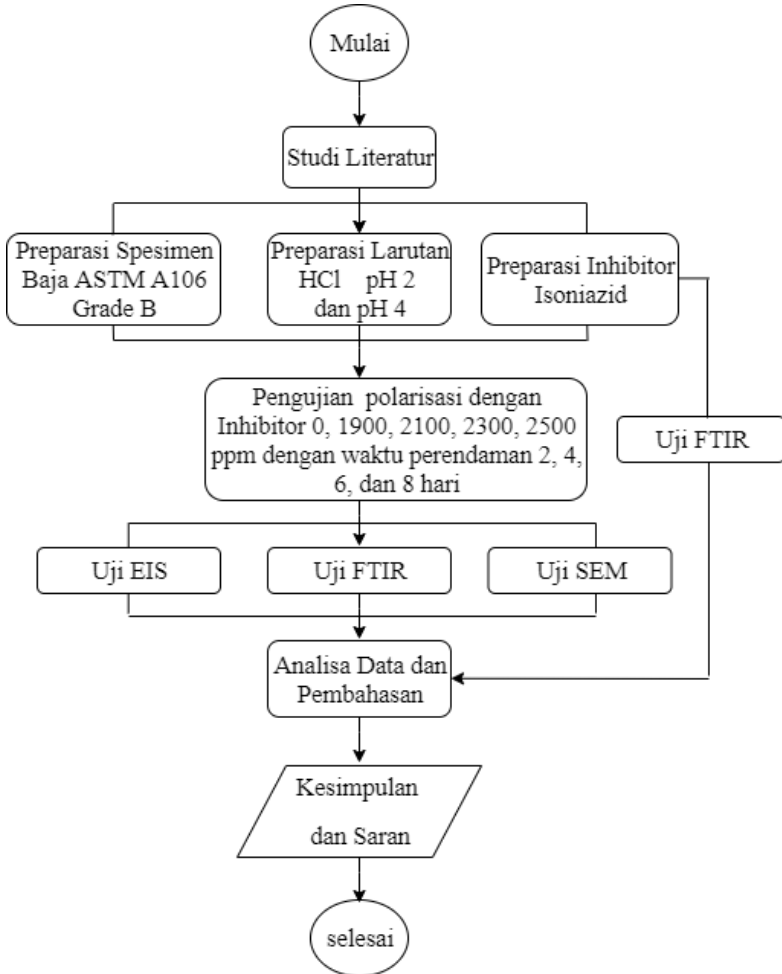 Mulai
Studi Literatur
Preparasi Spesimen
Baja ASTM A106
Grade B
Preparasi Larutan
HCl pH 2
dan pH 4
Preparasi Inhibitor
Isoniazid
Pengujian polarisasi dengan
Inhibitor 0, 1900, 2100, 2300, 2500
ppm dengan waktu perendaman 2, 4,
6, dan 8 hari
Uji FTIR
Uji EIS
Uji FTIR
Uji SEM
Analisa Data dan
Pembahasan
Kesimpulan
dan Saran
selesai